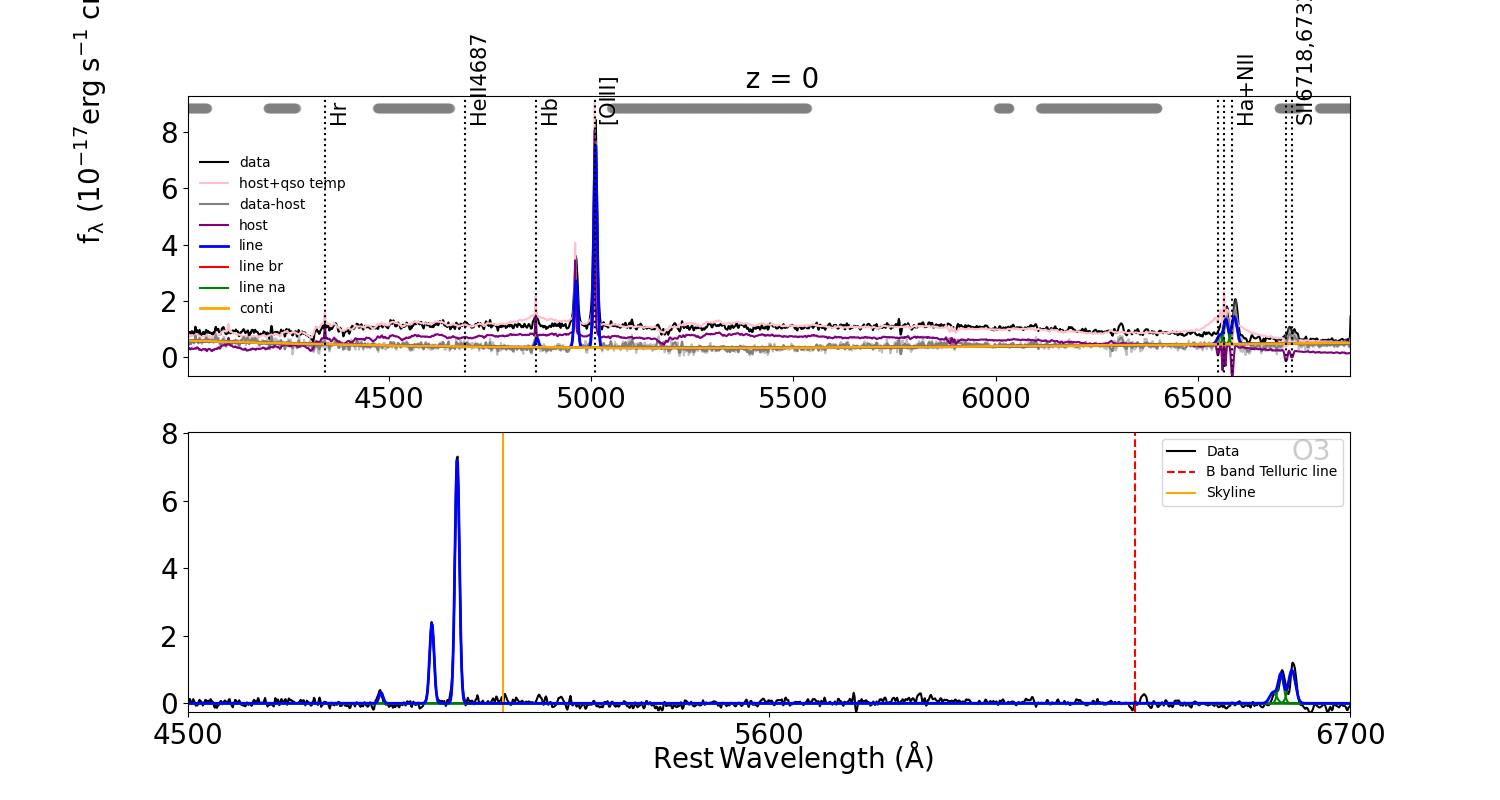 z = 0
fλ (10⁻¹⁷erg s⁻¹
Hr
HeII4687
Hb
[OIII]
Ha+NII
SII6718,673
8
6
4
2
0
data
host+qso temp
data-host
host
line
line br
line na
conti
4500
5000
5500
6000
6500
8
6
4
2
0
O3
Data
B band Telluric line
Skyline
4500
5600
6700
Rest Wavelength (Å)